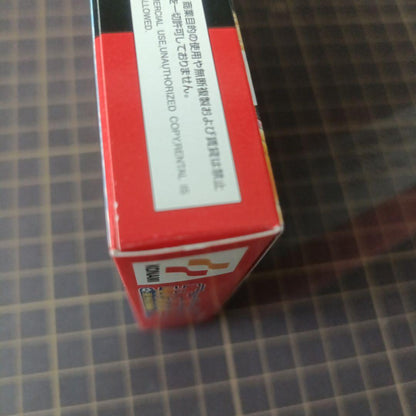 商業目的の使用や無断複製および賃貸は禁止
を一切許可しておりません。
ERCIAL USE,UNAUTHORIZED COPY/RENTAL IS
LLOWED.
KONAMI